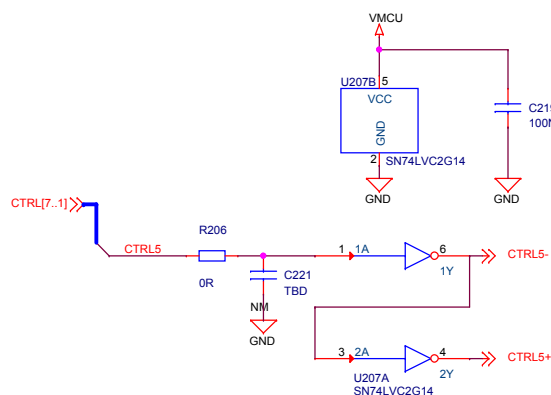 VMCU
U207B
5
VCC
GND
2
SN74LVC2G14
GND
C219
100N
GND
CTRL[7..1]
CTRL5
R206
0R
C221
TBD
NM
GND
1
1A
6
1Y
CTRL5-
3
2A
4
2Y
CTRL5+
U207A
SN74LVC2G14